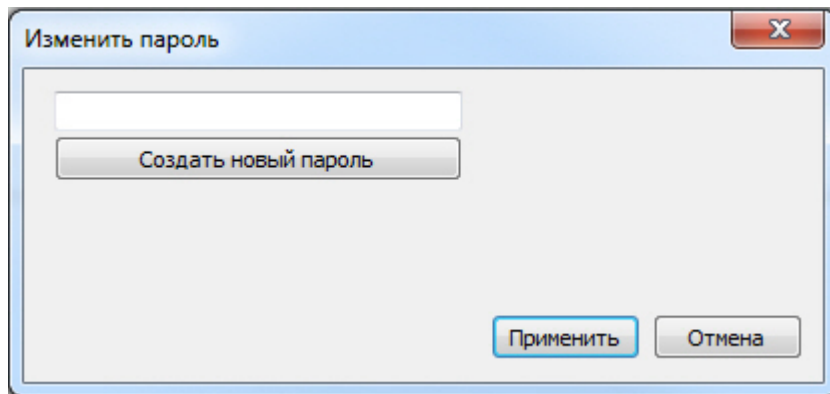 Изменить пароль
Создать новый пароль
Применить
Отмена